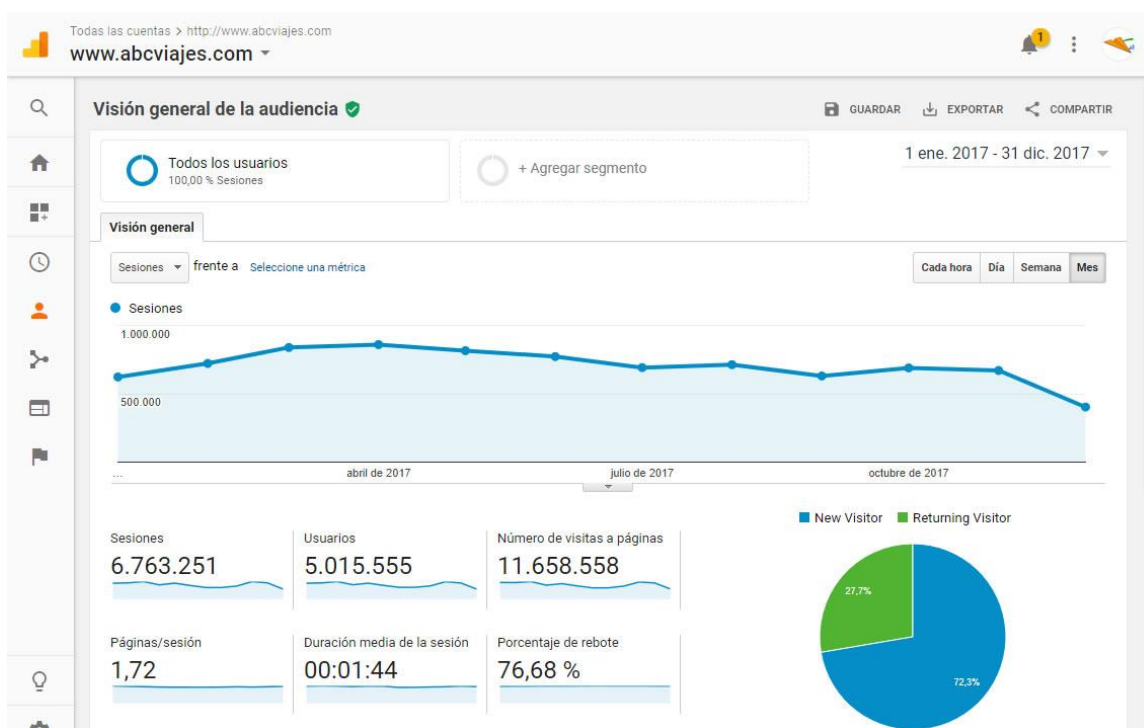 Todas las cuentas > http://www.abcviajes.com
www.abcviajes.com
1
Visión general de la audiencia
GUARDAR
EXPORTAR
COMPARTIR
Todos los usuarios
100,00 % Sesiones
+ Agregar segmento
1 ene. 2017 - 31 dic. 2017
Visión general
Sesiones frente a Seleccione una métrica
Cada hora Día Semana Mes
Sesiones
1.000.000
500.000
... abril de 2017 julio de 2017 octubre de 2017
New Visitor Returning Visitor
Sesiones
6.763.251
Usuarios
5.015.555
Número de visitas a páginas
11.658.558
Páginas/sesión
1,72
Duración media de la sesión
00:01:44
Porcentaje de rebote
76,68 %
27,7%
72,3%